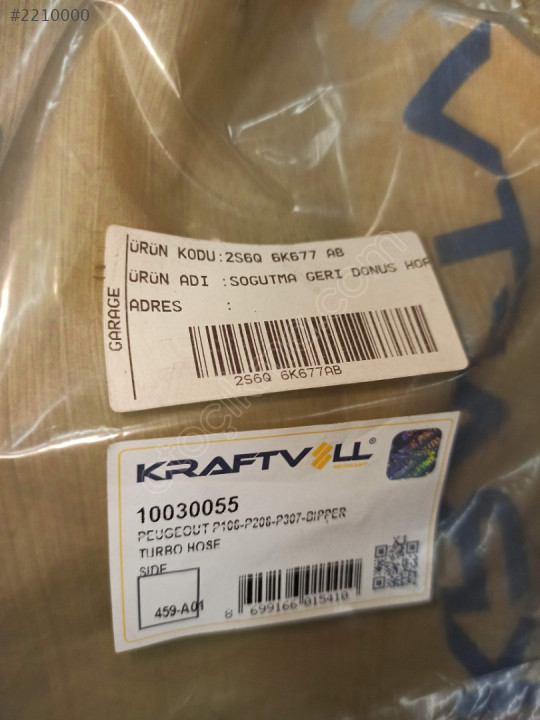 #2210000
GARAGE
ÜRÜN KODU:2S6Q 6K677 AB
ÜRÜN ADI :SOGUTMA GERI DONUS HOR
ADRES :
2S6Q 6K677AB
KRAFTVOLL®
GERMANY
10030055
PEUGEOUT P106-P206-P307-BIPPER
TURBO HOSE
SIDE
459-A01
8 699166 015410